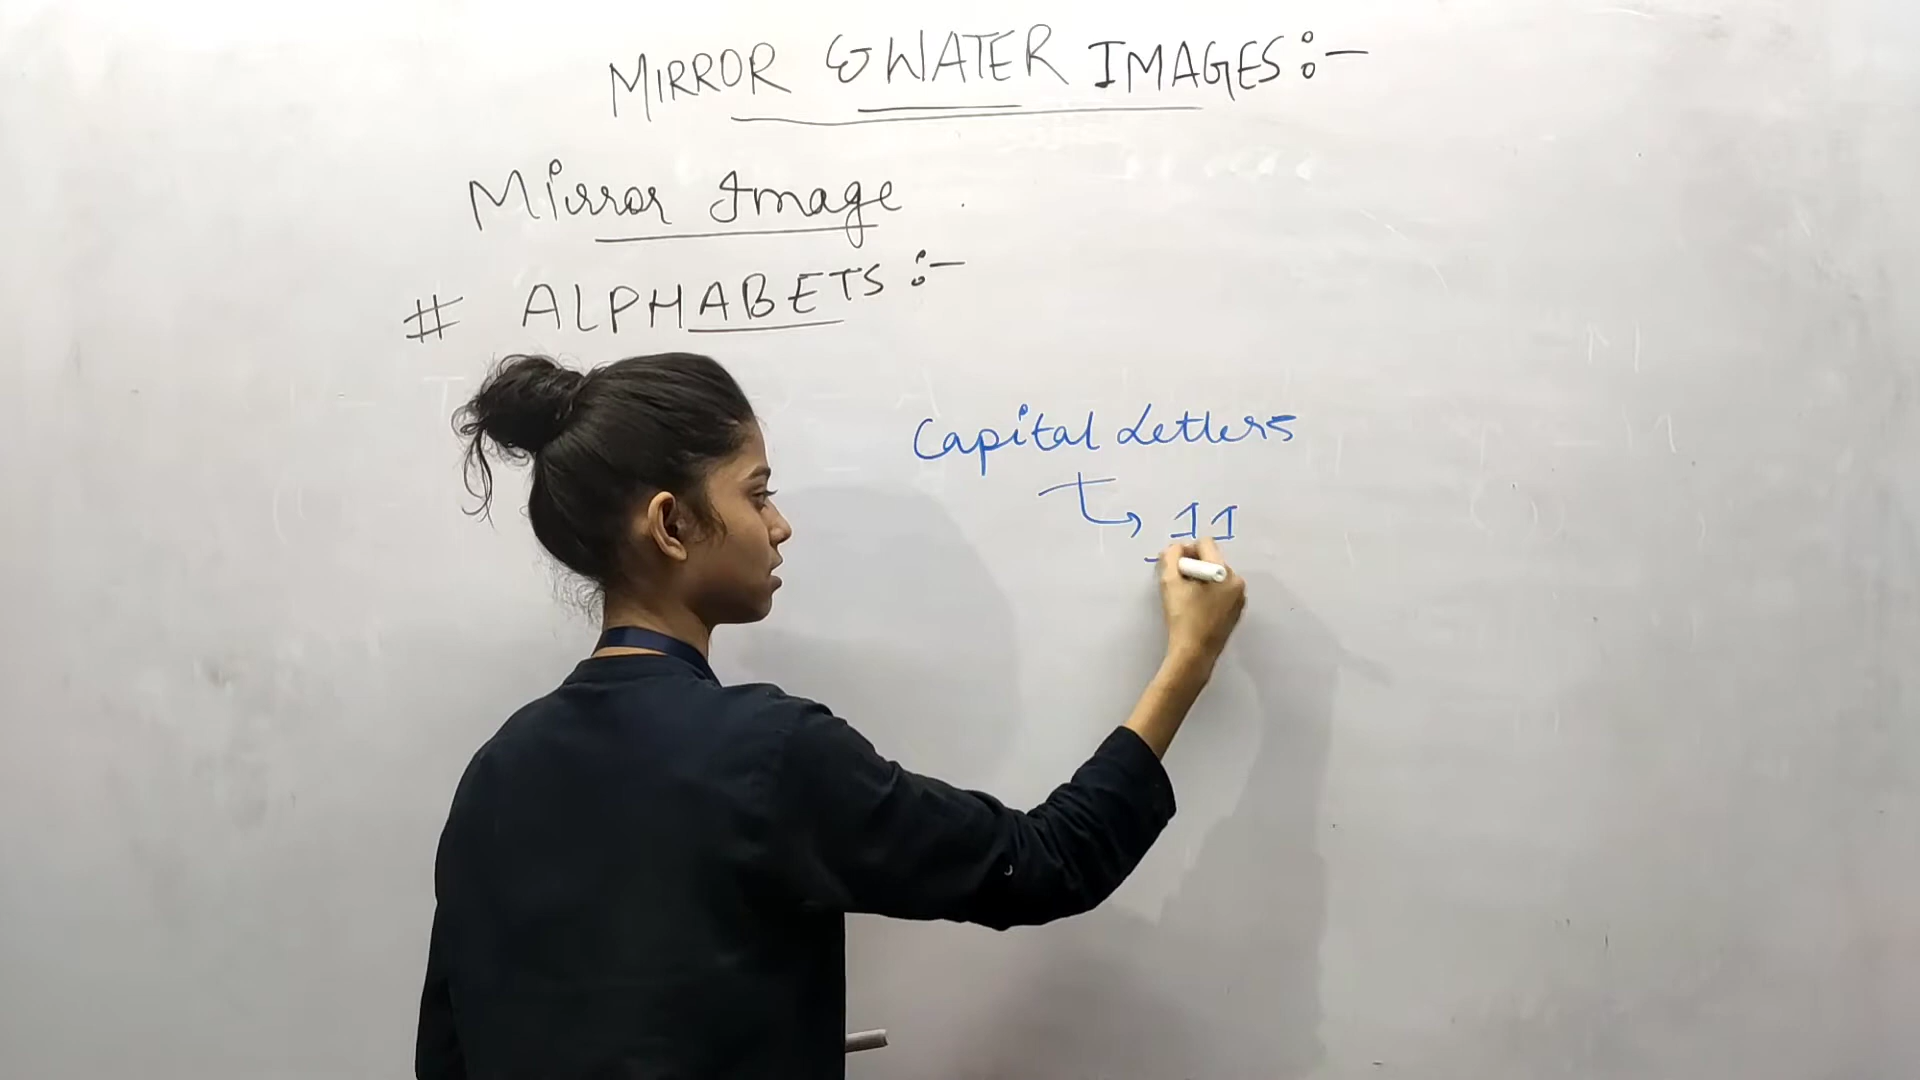 MIRROR & WATER IMAGES :-
Mirror Image
# ALPHABETS :-
Capital Letters
11